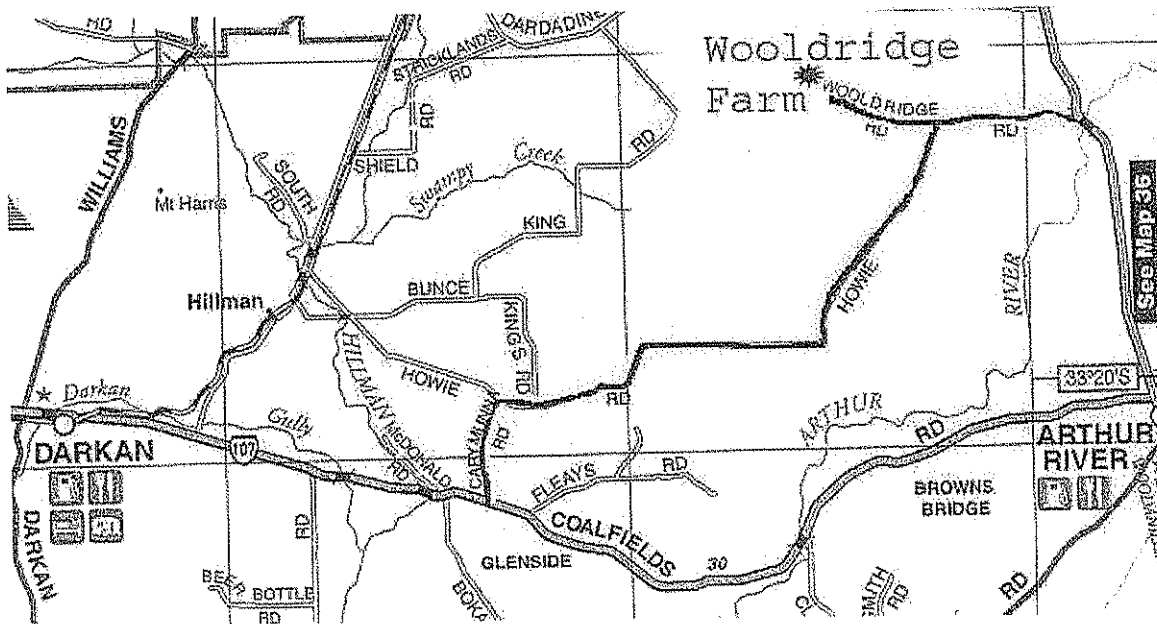 RD
DARDADINE
STRICKLANDS
RD
Wooldridge
Farm
WOOLDRIDGE
RD
RD
RD
SHIELD
RD
Swampy Creek
SOUTH
RD
WILLIAMS
Mt Harris
KING
See Map 36
HOWIE
RIVER
BUNCE
Hillman
KINGS RD
HILLMAN
HOWIE
RD
33°20'S
Darkan
Gully
ARTHUR
RD
DARKAN
107
McDONALD
RD
RD
FLEAYS
RD
ARTHUR
RIVER
BROWNS
BRIDGE
COALFIELDS
DARKAN
RD
GLENSIDE
30
RD
BEER
BOTTLE
RD
BOKA
SMITH
RD